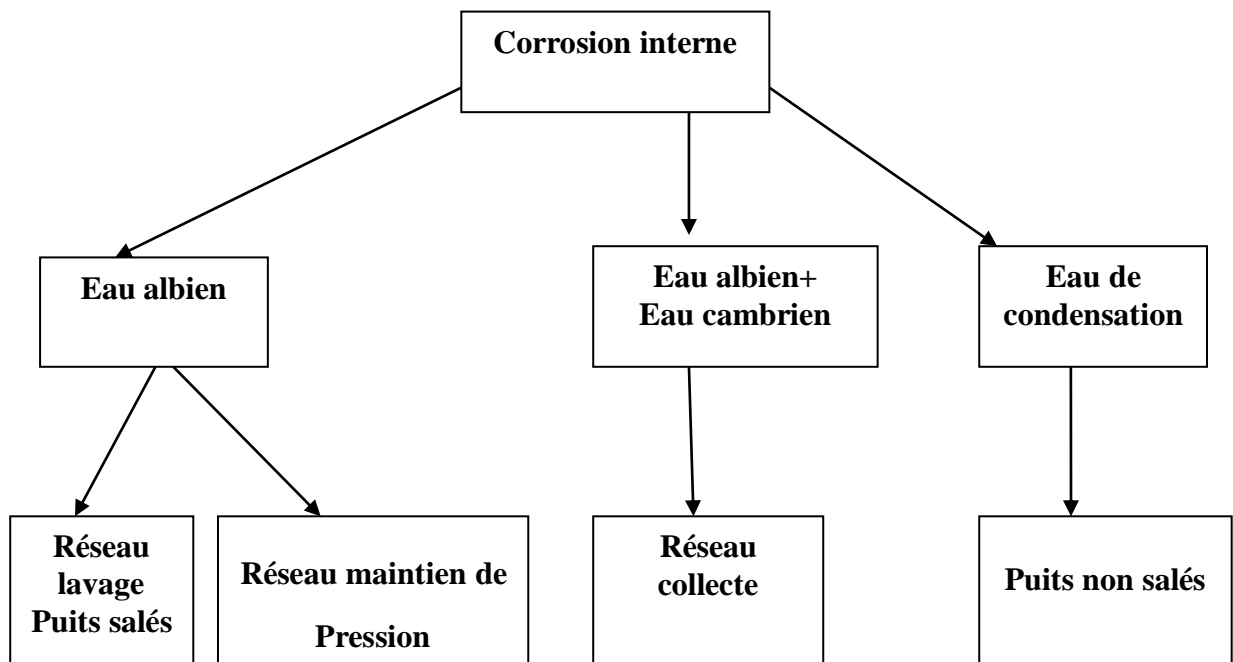 Corrosion interne
Eau albien
Eau albien+
Eau cambrien
Eau de
condensation
Réseau
lavage
Puits salés
Réseau maintien de
Pression
Réseau
collecte
Puits non salés